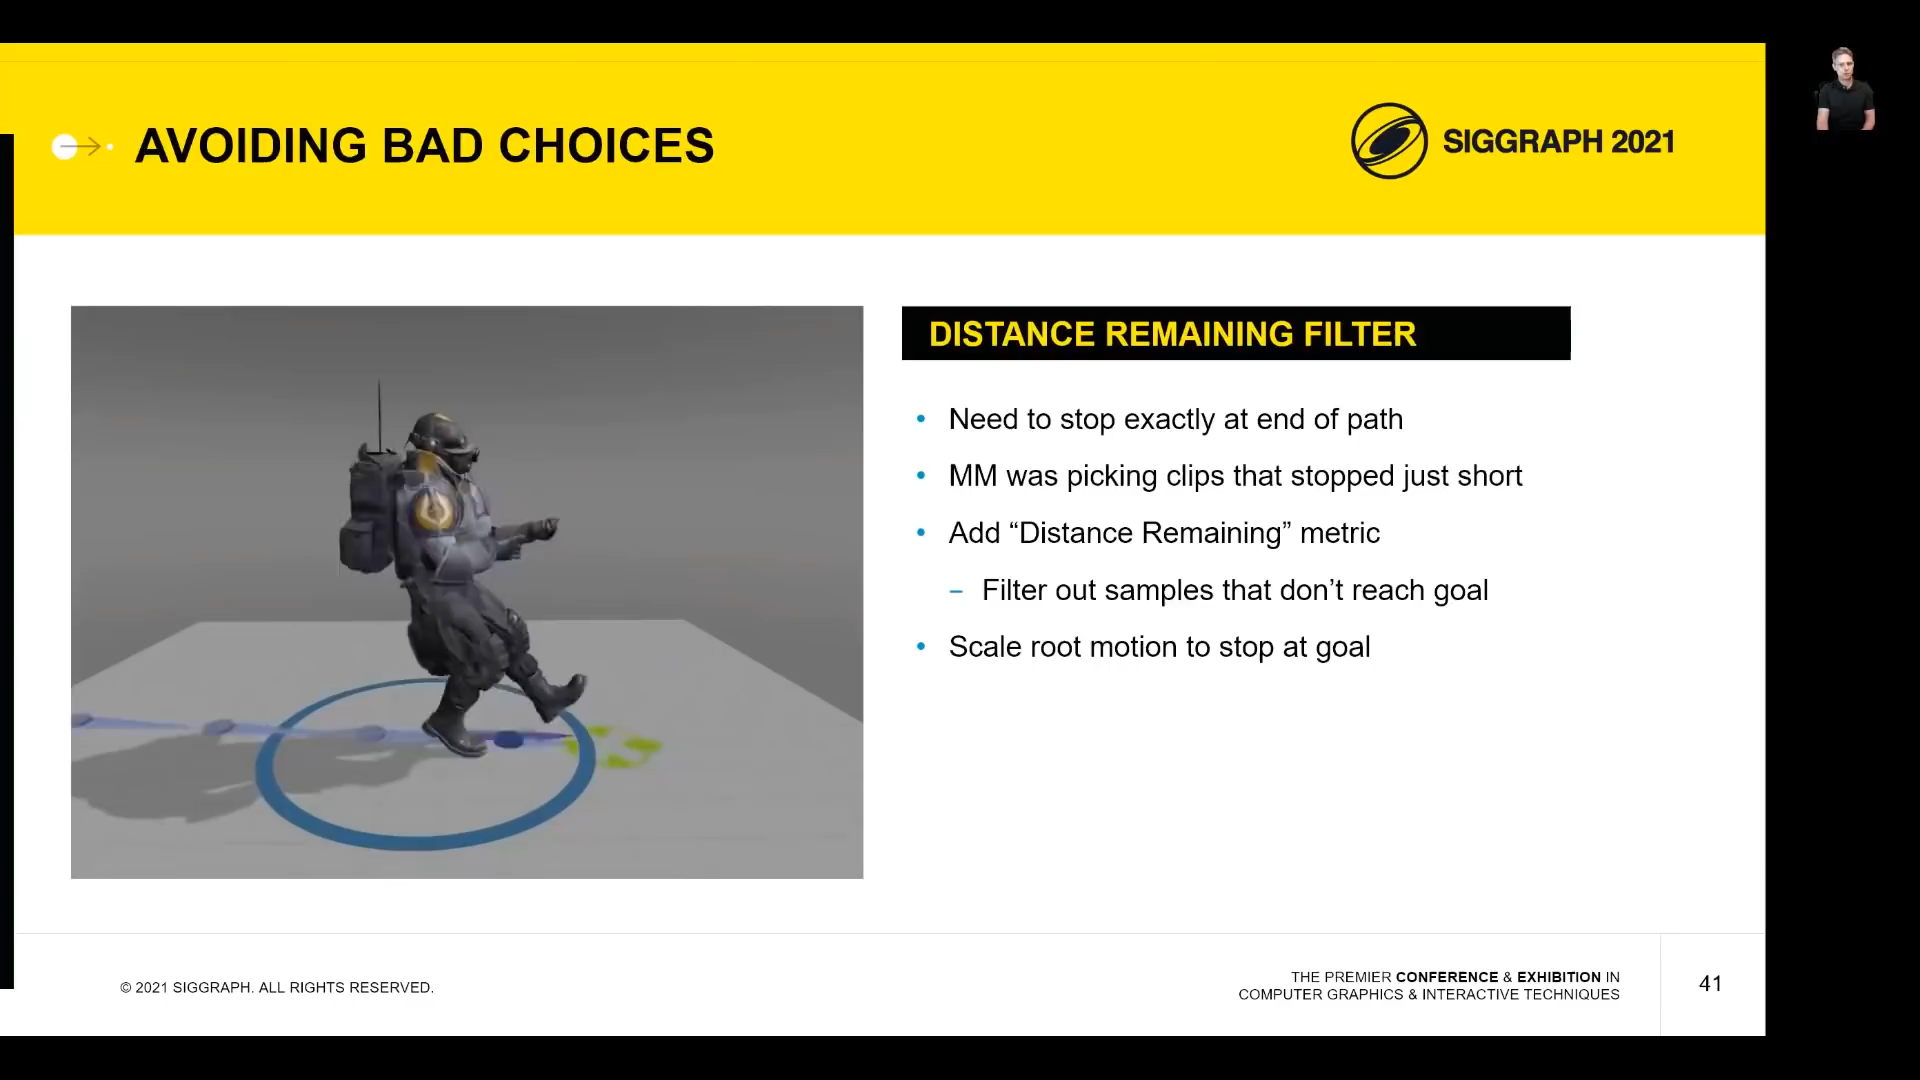 AVOIDING BAD CHOICES
SIGGRAPH 2021
DISTANCE REMAINING FILTER
• Need to stop exactly at end of path
• MM was picking clips that stopped just short
• Add “Distance Remaining” metric
– Filter out samples that don’t reach goal
• Scale root motion to stop at goal
© 2021 SIGGRAPH. ALL RIGHTS RESERVED.
THE PREMIER CONFERENCE & EXHIBITION IN
COMPUTER GRAPHICS & INTERACTIVE TECHNIQUES
41